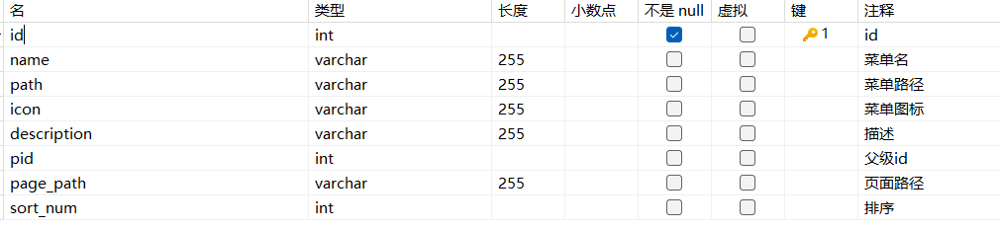 名 类型 长度 小数点 不是 null 虚拟 键 注释
id int 1 id
name varchar 255 菜单名
path varchar 255 菜单路径
icon varchar 255 菜单图标
description varchar 255 描述
pid int 父级id
page_path varchar 255 页面路径
sort_num int 排序